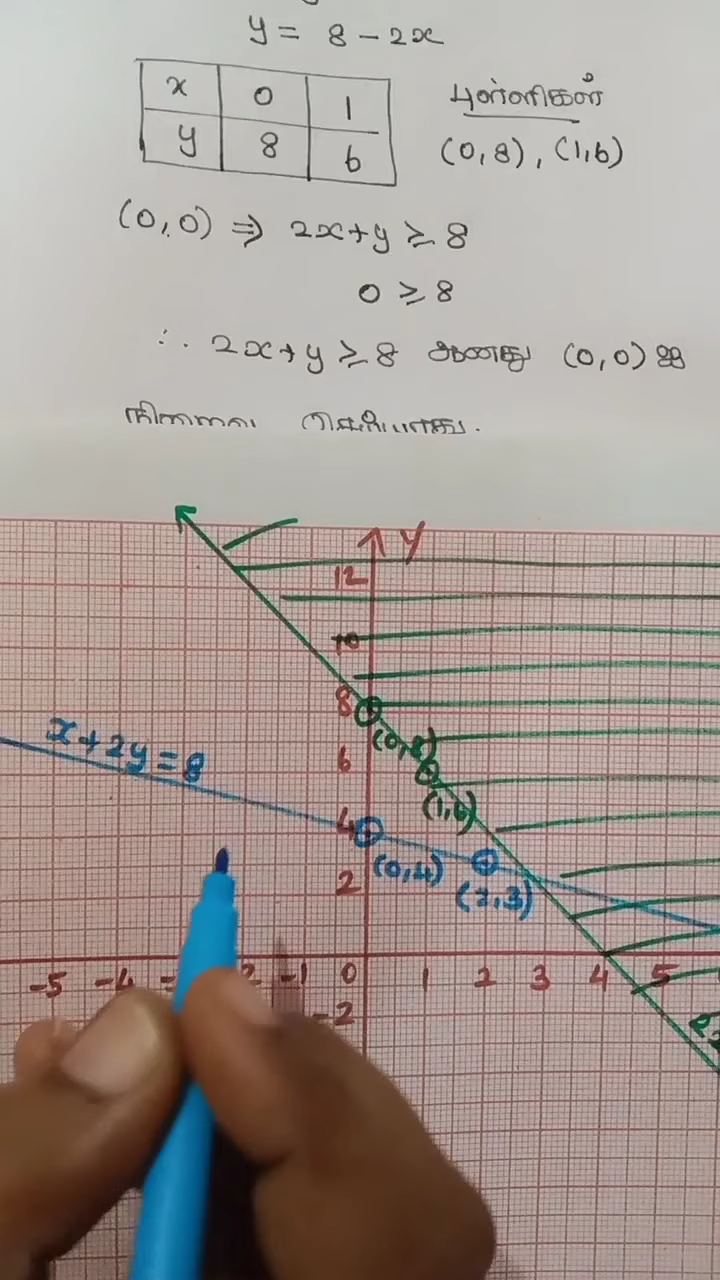 y = 8 - 2x
x 0 1
y 8 6
புள்ளிகள்
(0,8), (1,6)
(0,0) ⇒ 2x+y ≥ 8
0 ≥ 8
∴ 2x+y ≥ 8 ஆனது (0,0) ஐ
நிறைவு செய்யாது.
y
12
10
8
(0,8)
x+2y=8
6
(1,6)
4
(0,4)
(2,3)
2
-5 -4 2 -1 0 1 2 3 4 5
-2